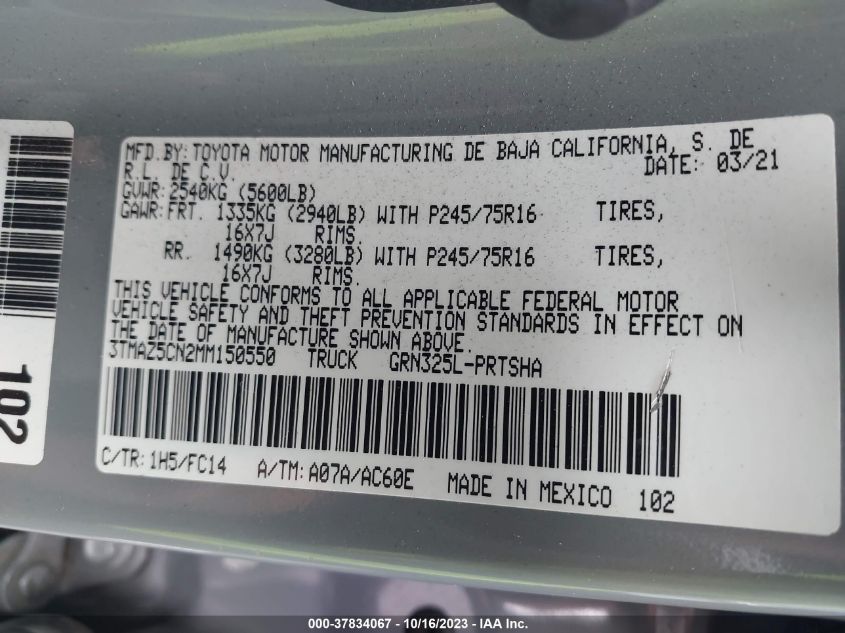 MFD.BY:TOYOTA MOTOR MANUFACTURING DE BAJA CALIFORNIA, S. DE
R.L. DE C.V. DATE: 03/21
GVWR:2540KG (5600LB)
GAWR:FRT. 1335KG (2940LB) WITH P245/75R16 TIRES,
16X7J RIMS.
RR. 1490KG (3280LB) WITH P245/75R16 TIRES,
16X7J RIMS.
THIS VEHICLE CONFORMS TO ALL APPLICABLE FEDERAL MOTOR
VEHICLE SAFETY AND THEFT PREVENTION STANDARDS IN EFFECT ON
THE DATE OF MANUFACTURE SHOWN ABOVE.
3TMAZ5CN2MM150550 TRUCK GRN325L-PRTSHA
C/TR:1H5/FC14 A/TM:A07A/AC60E MADE IN MEXICO 102
102
000-37834067 - 10/16/2023 - IAA Inc.